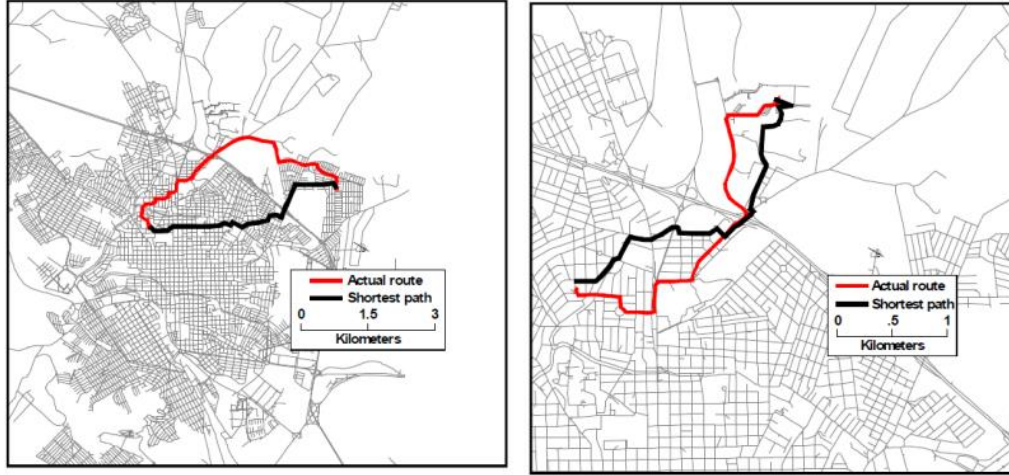 Actual route
Shortest path
0 1.5 3
Kilometers
Actual route
Shortest path
0 .5 1
Kilometers